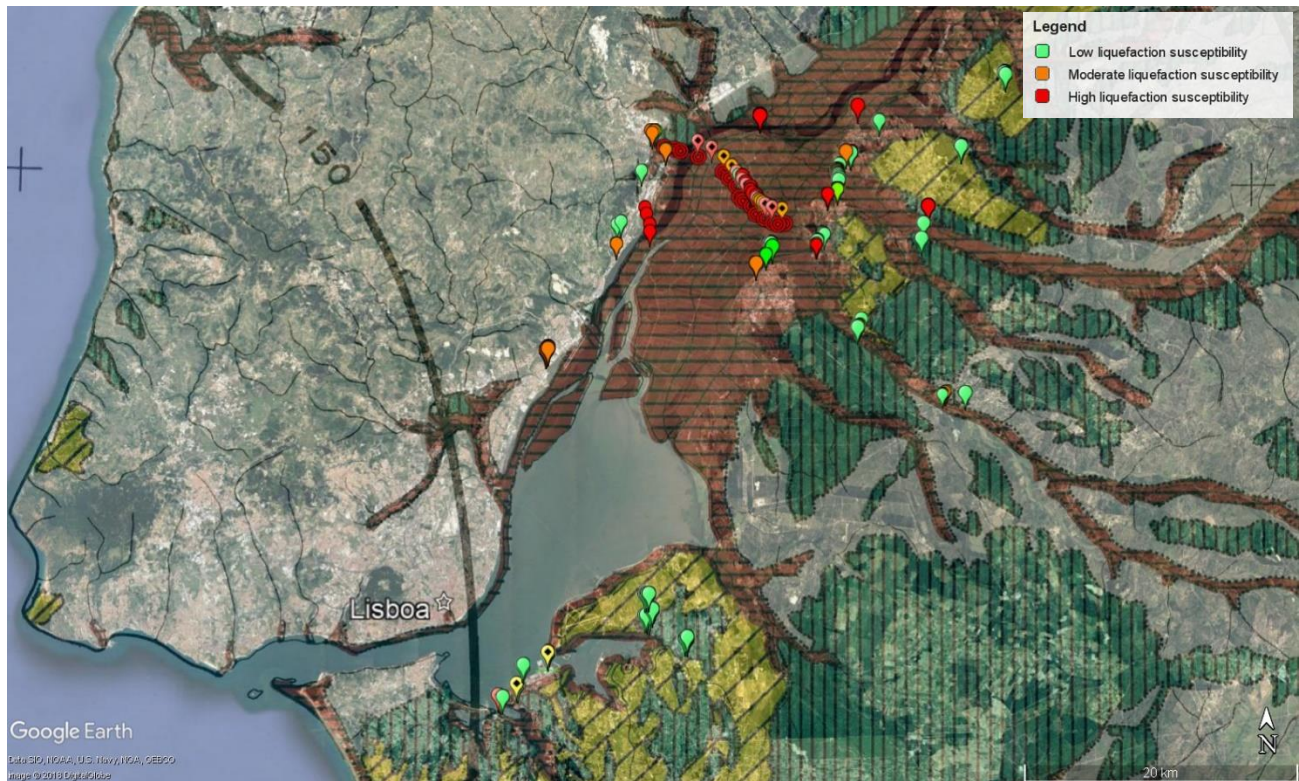 Legend
Low liquefaction susceptibility
Moderate liquefaction susceptibility
High liquefaction susceptibility
150
Lisboa
Google Earth
Data SIO, NOAA, U.S. Navy, NGA, GEBCO
Image © 2018 DigitalGlobe
N
20 km